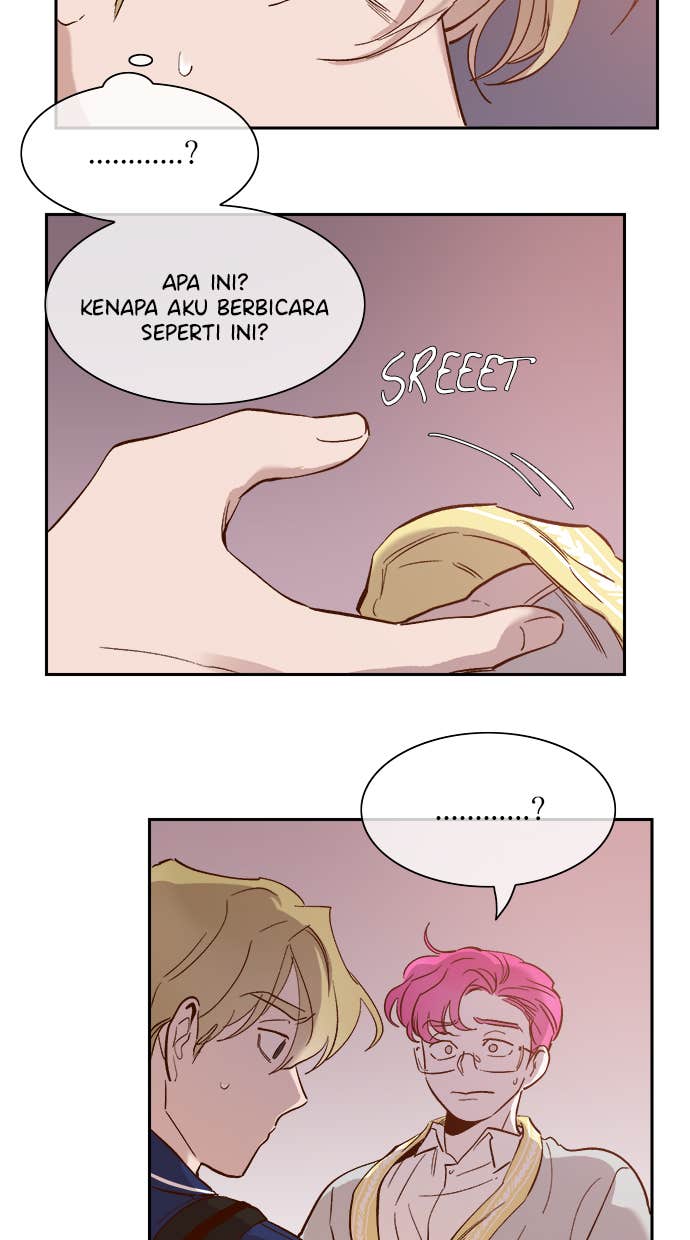 ............?
APA INI?
KENAPA AKU BERBICARA
SEPERTI INI?
SREEET
............?